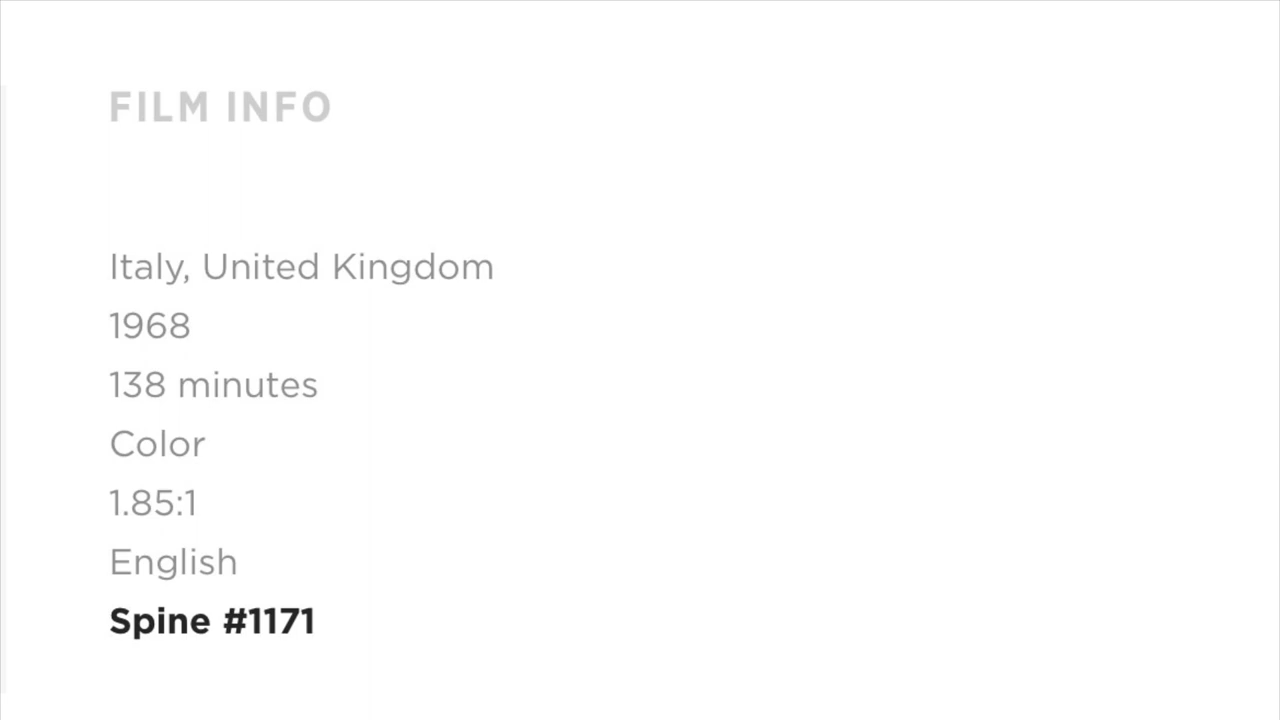 FILM INFO
Italy, United Kingdom
1968
138 minutes
Color
1.85:1
English
Spine #1171